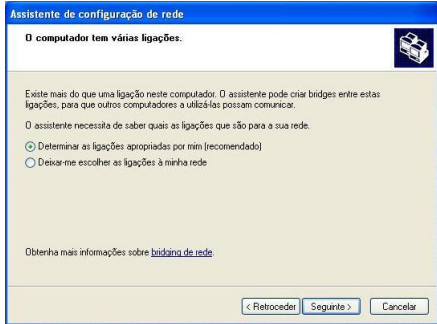 Assistente de configuração de rede
O computador tem várias ligações.
Existe mais do que uma ligação neste computador. O assistente pode criar bridges entre estas
ligações, para que outros computadores a utilizá-las possam comunicar.
O assistente necessita de saber quais as ligações que são para a sua rede.
Determinar as ligações apropriadas por mim (recomendado)
Deixar-me escolher as ligações à minha rede
Obtenha mais informações sobre bridging de rede.
< Retroceder Seguinte > Cancelar